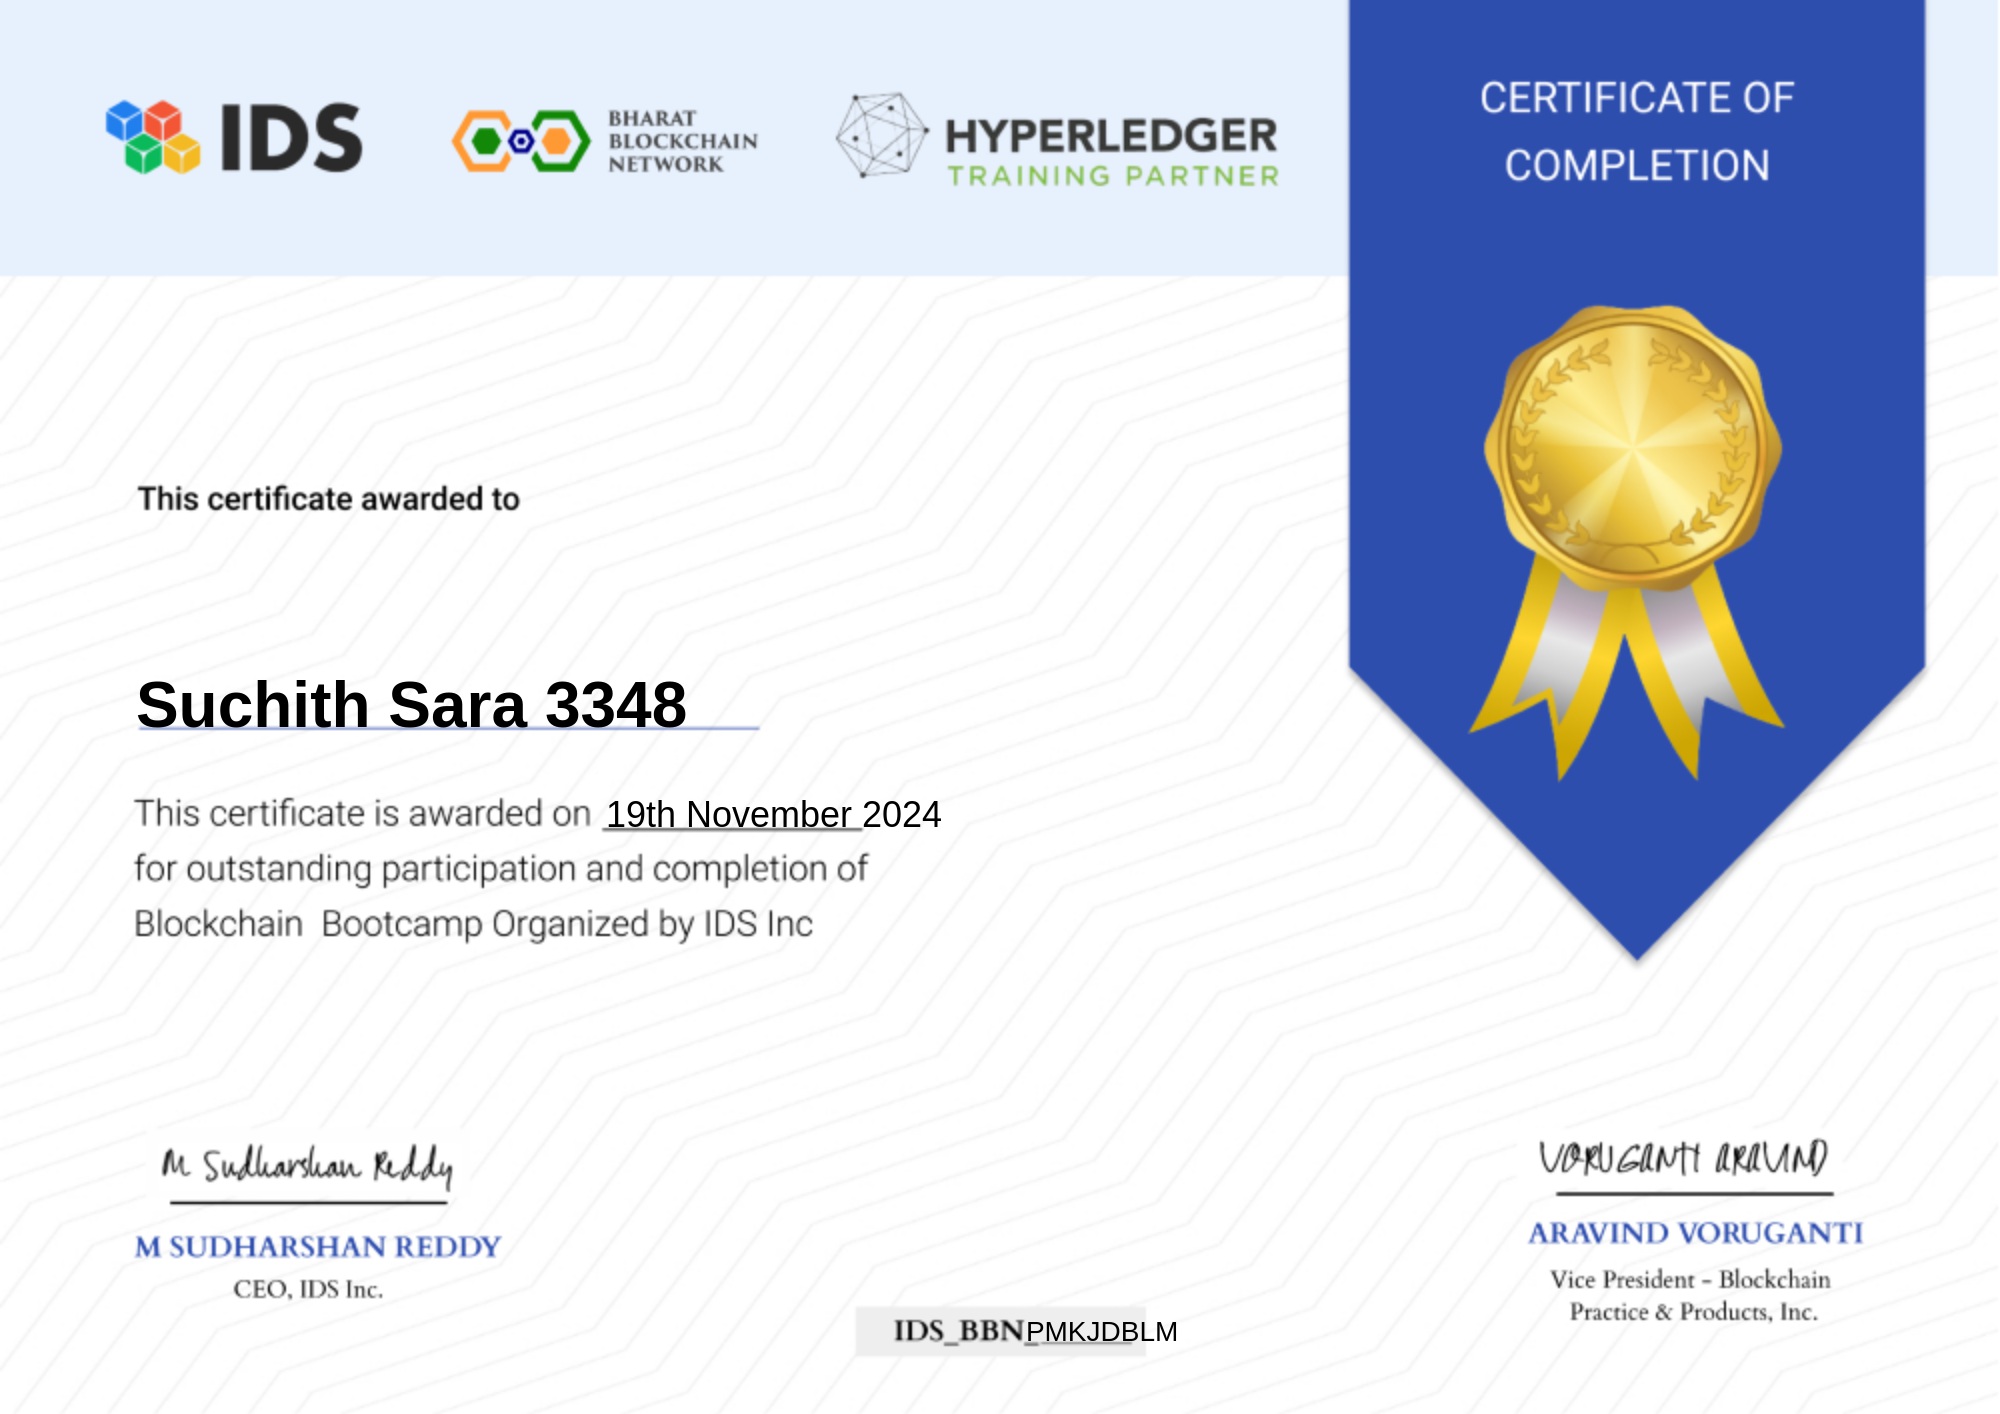 IDS
BHARAT
BLOCKCHAIN
NETWORK
HYPERLEDGER
TRAINING PARTNER
CERTIFICATE OF
COMPLETION
This certificate awarded to
Suchith Sara 3348
This certificate is awarded on 19th November 2024
for outstanding participation and completion of
Blockchain Bootcamp Organized by IDS Inc
M Sudharshan Reddy
M SUDHARSHAN REDDY
CEO, IDS Inc.
VORUGANTI ARAVIND
ARAVIND VORUGANTI
Vice President - Blockchain
Practice & Products, Inc.
IDS_BBN_PMKJDBLM